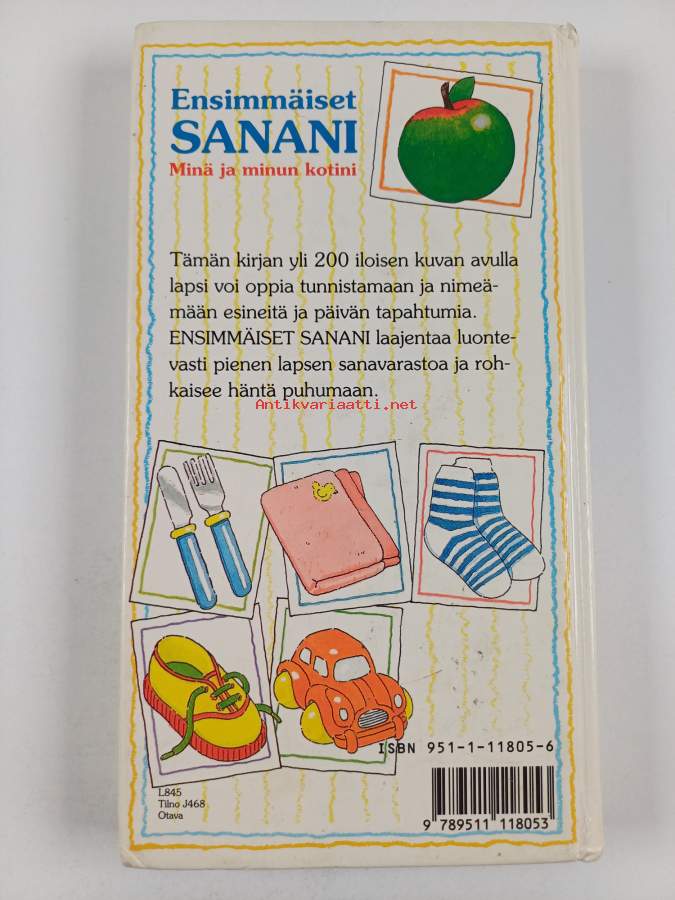 Ensimmäiset
SANANI
Minä ja minun kotini
Tämän kirjan yli 200 iloisen kuvan avulla
lapsi voi oppia tunnistamaan ja nimeä-
mään esineitä ja päivän tapahtumia.
ENSIMMÄISET SANANI laajentaa luonte-
vasti pienen lapsen sanavarastoa ja roh-
kaisee häntä puhumaan.
Antikvariaatti.net
ISBN 951-1-11805-6
L845
Tilno J468
Otava
9 789511 118053